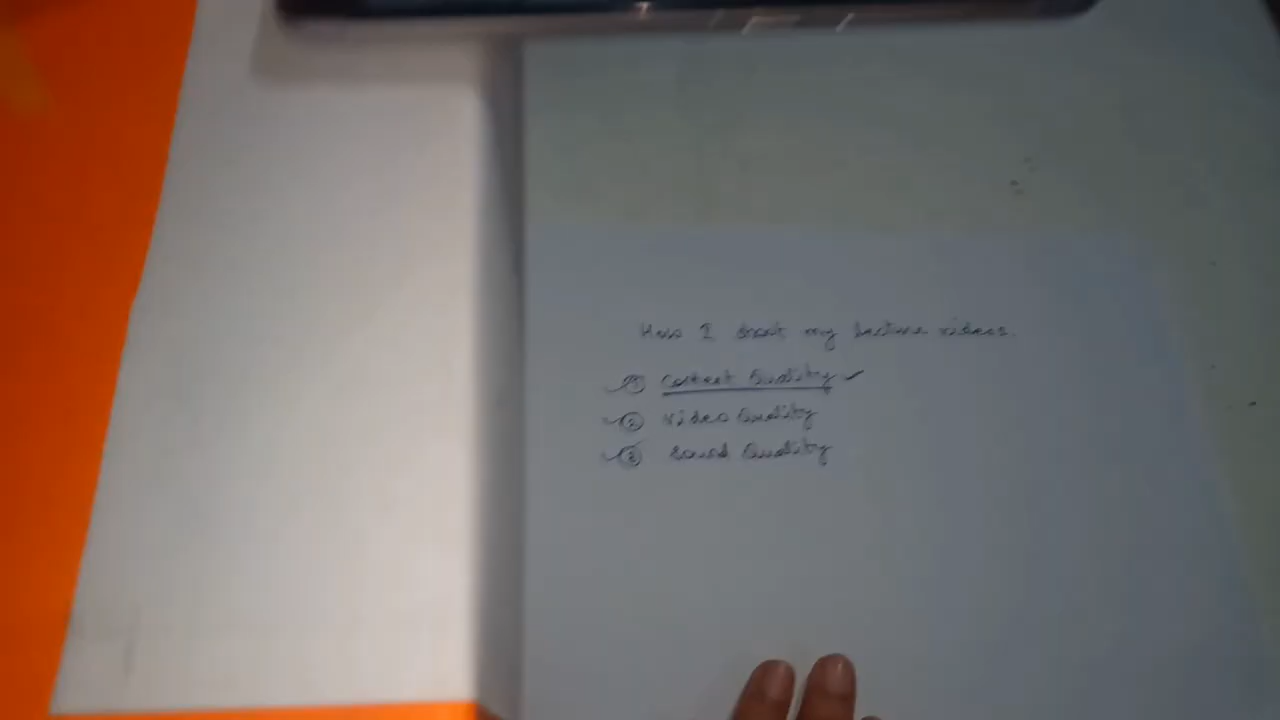 How I shoot my lecture videos.
① Content Quality
② Video Quality
③ Sound Quality